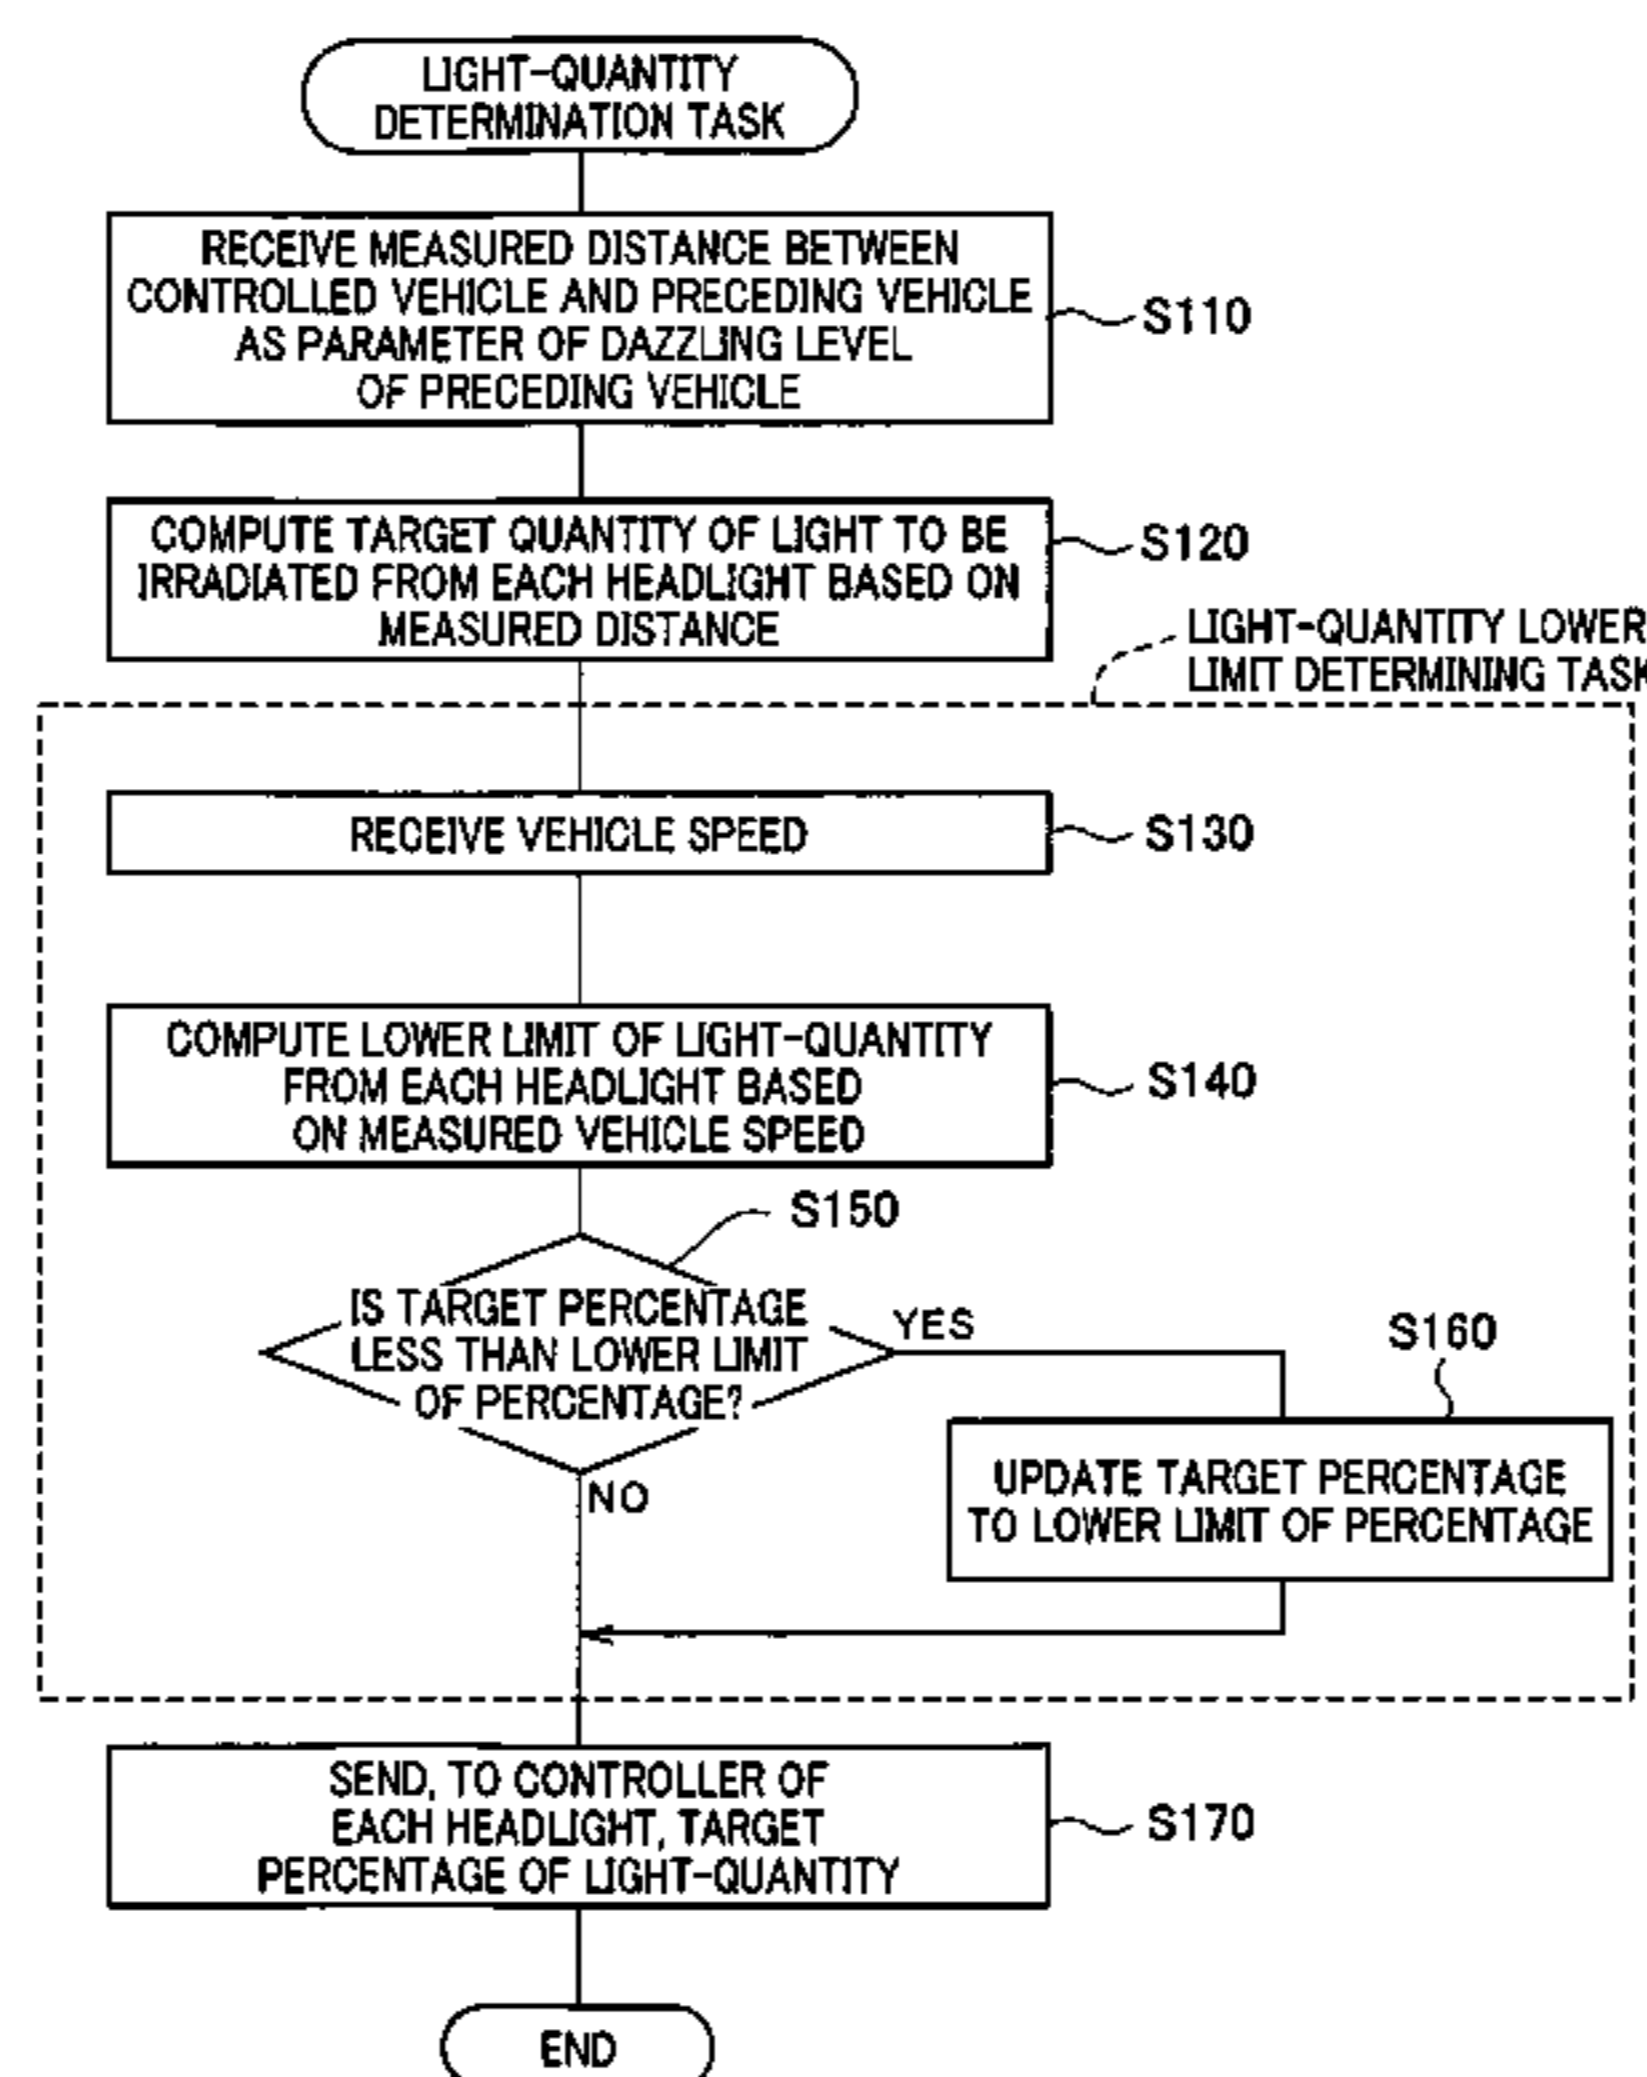 LIGHT-QUANTITY
DETERMINATION TASK
RECEIVE MEASURED DISTANCE BETWEEN
CONTROLLED VEHICLE AND PRECEDING VEHICLE
AS PARAMETER OF DAZZLING LEVEL
OF PRECEDING VEHICLE
S110
COMPUTE TARGET QUANTITY OF LIGHT TO BE
IRRADIATED FROM EACH HEADLIGHT BASED ON
MEASURED DISTANCE
S120
LIGHT-QUANTITY LOWER
LIMIT DETERMINING TASK
RECEIVE VEHICLE SPEED
S130
COMPUTE LOWER LIMIT OF LIGHT-QUANTITY
FROM EACH HEADLIGHT BASED
ON MEASURED VEHICLE SPEED
S140
S150
IS TARGET PERCENTAGE
LESS THAN LOWER LIMIT
OF PERCENTAGE?
YES
NO
S160
UPDATE TARGET PERCENTAGE
TO LOWER LIMIT OF PERCENTAGE
SEND, TO CONTROLLER OF
EACH HEADLIGHT, TARGET
PERCENTAGE OF LIGHT-QUANTITY
S170
END